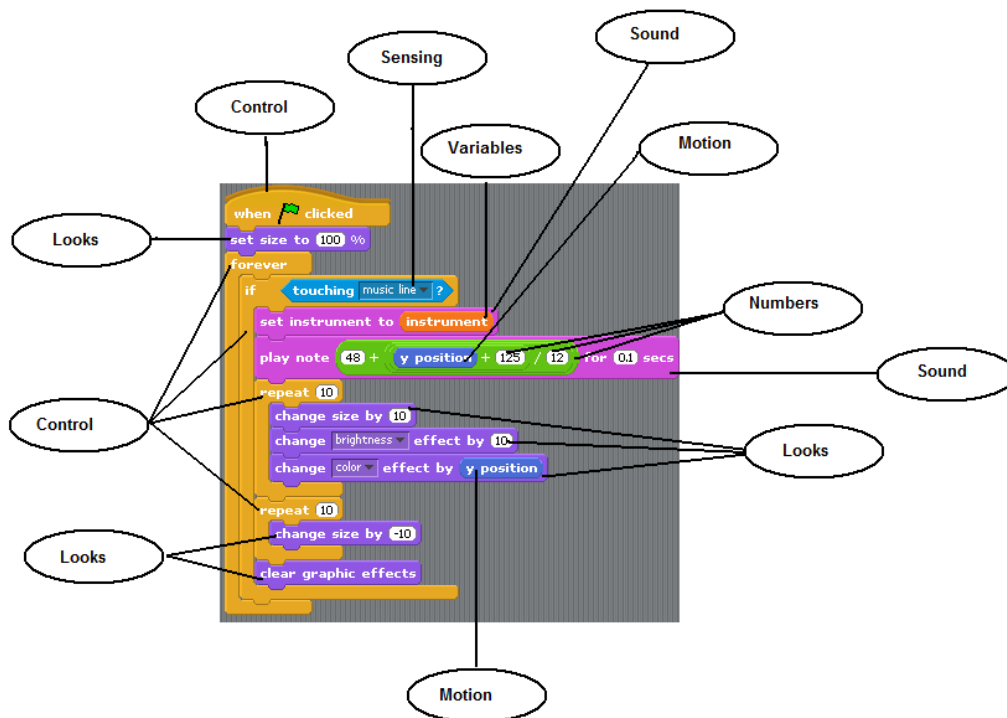 Sound
Sensing
Control
Variables
Motion
when clicked
Looks
set size to 100 %
forever
if touching music line ?
Numbers
set instrument to instrument
play note 48 + y position + 125 / 12 for 0.1 secs
Sound
repeat 10
Control
change size by 10
change brightness effect by 10
Looks
change color effect by y position
repeat 10
change size by -10
Looks
clear graphic effects
Motion